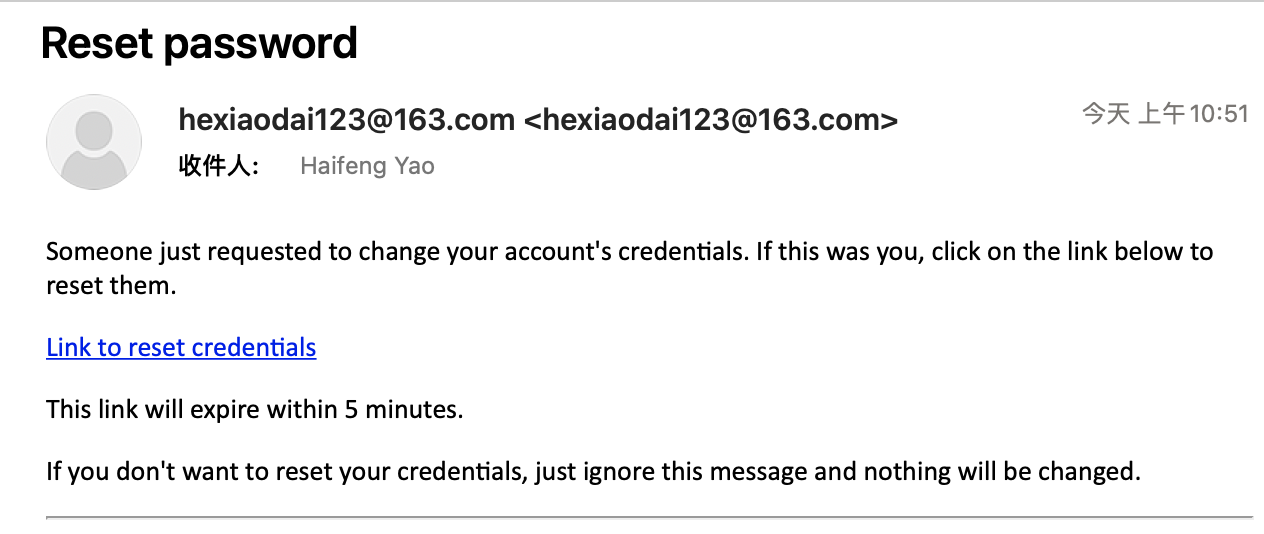 Reset password
hexiaodai123@163.com <hexiaodai123@163.com>
今天 上午10:51
收件人: Haifeng Yao
Someone just requested to change your account's credentials. If this was you, click on the link below to
reset them.
Link to reset credentials
This link will expire within 5 minutes.
If you don't want to reset your credentials, just ignore this message and nothing will be changed.